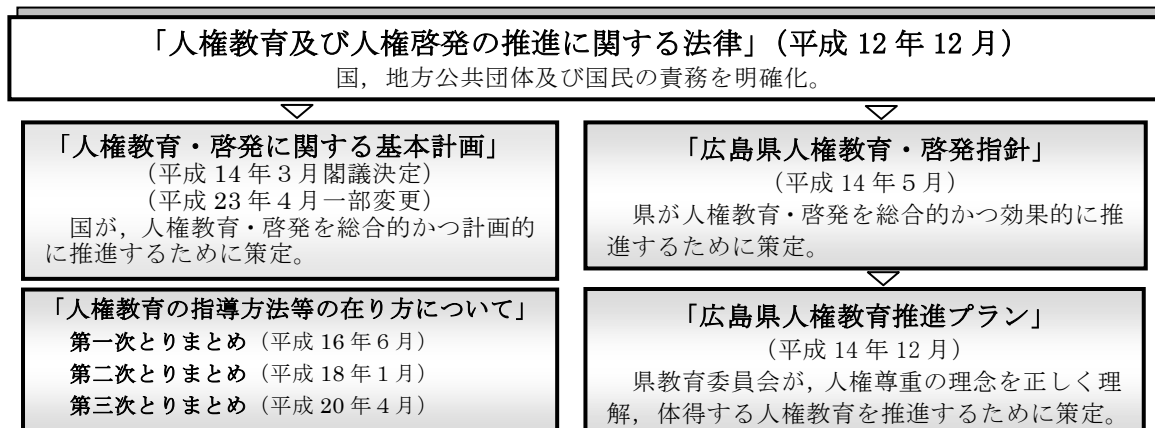 「人権教育及び人権啓発の推進に関する法律」（平成 12 年 12 月）
国，地方公共団体及び国民の責務を明確化。
「人権教育・啓発に関する基本計画」
（平成 14 年３月閣議決定）
（平成 23 年４月一部変更）
国が，人権教育・啓発を総合的かつ計画的
に推進するために策定。
「人権教育の指導方法等の在り方について」
第一次とりまとめ（平成 16 年６月）
第二次とりまとめ（平成 18 年１月）
第三次とりまとめ（平成 20 年４月）
「広島県人権教育・啓発指針」
（平成 14 年５月）
県が人権教育・啓発を総合的かつ効果的に推
進するために策定。
「広島県人権教育推進プラン」
（平成 14 年 12 月）
県教育委員会が，人権尊重の理念を正しく理
解，体得する人権教育を推進するために策定。